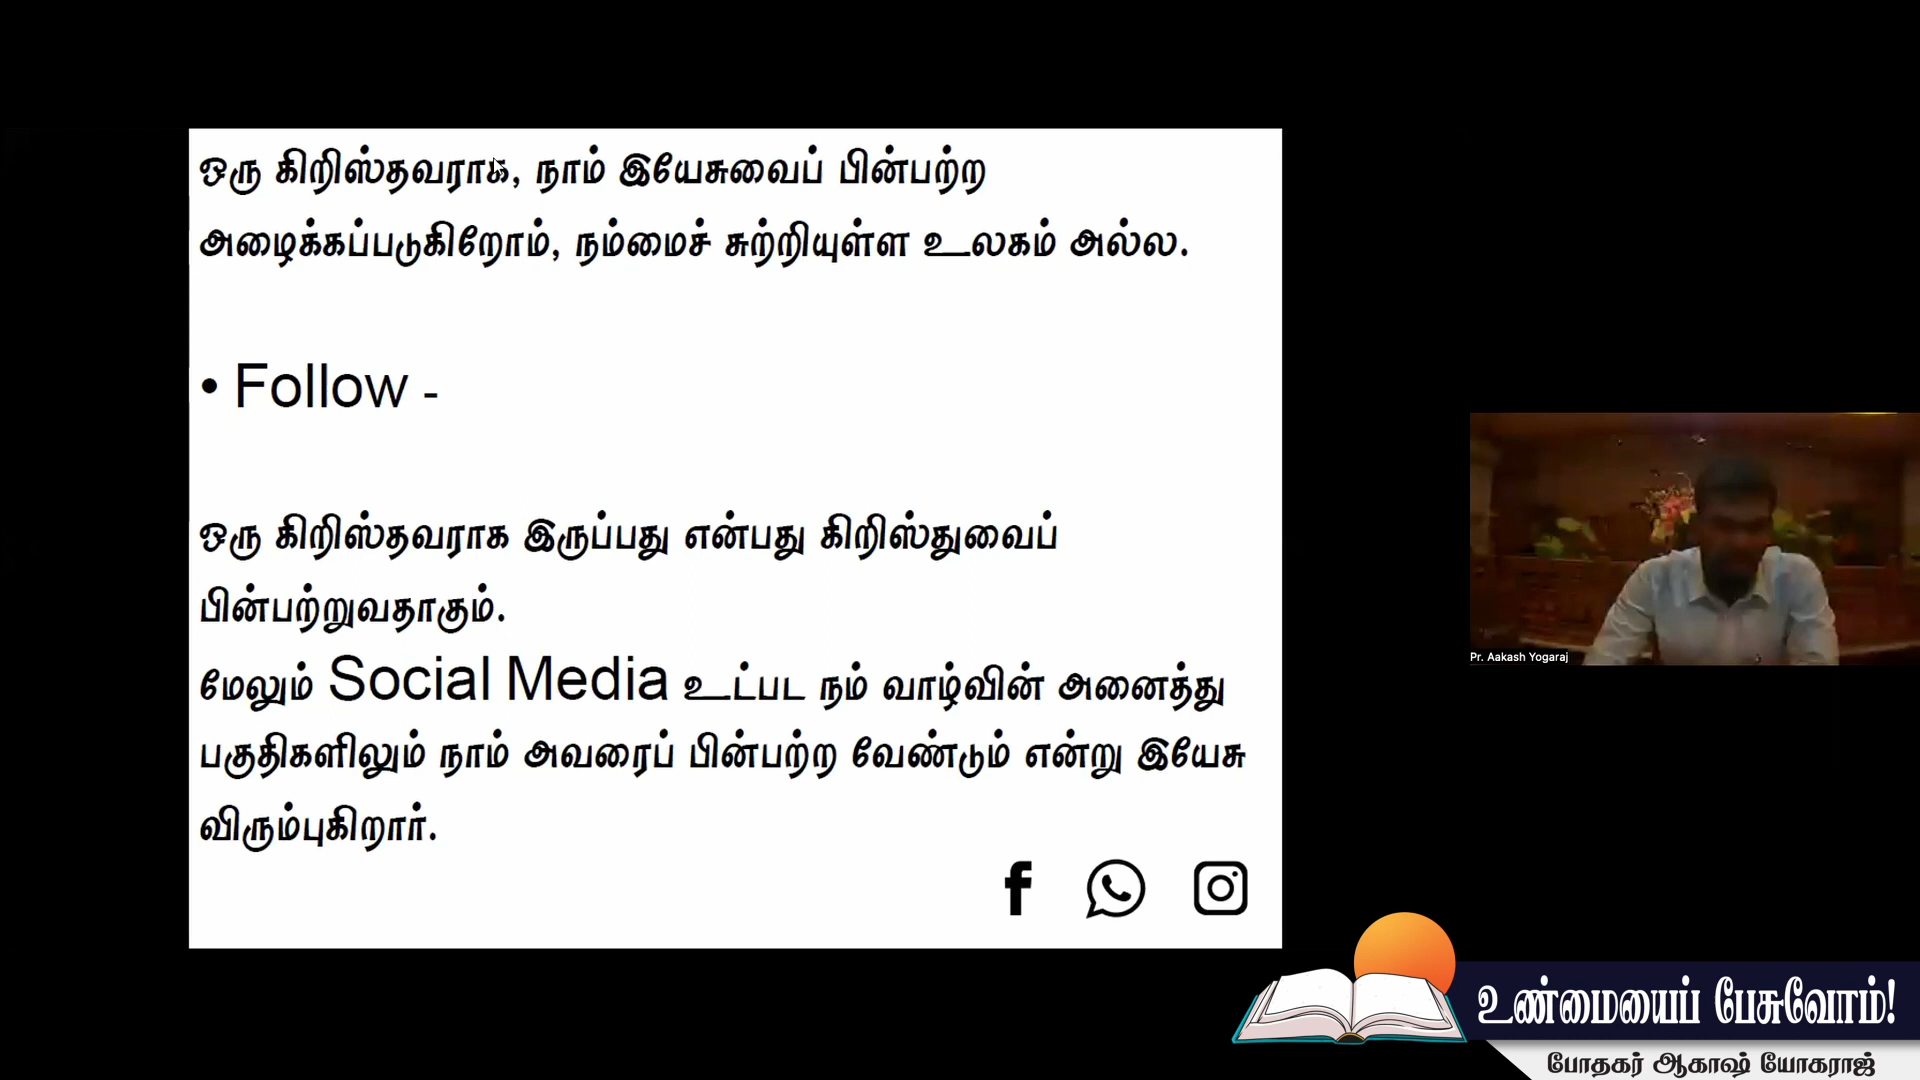 ஒரு கிறிஸ்தவராக, நாம் இயேசுவைப் பின்பற்ற
அழைக்கப்படுகிறோம், நம்மைச் சுற்றியுள்ள உலகம் அல்ல.
• Follow -
ஒரு கிறிஸ்தவராக இருப்பது என்பது கிறிஸ்துவைப்
பின்பற்றுவதாகும்.
மேலும் Social Media உட்பட நம் வாழ்வின் அனைத்து
பகுதிகளிலும் நாம் அவரைப் பின்பற்ற வேண்டும் என்று இயேசு
விரும்புகிறார்.
Pr. Aakash Yogaraj
உண்மையைப் பேசுவோம்!
போதகர் ஆகாஷ் யோகராஜ்